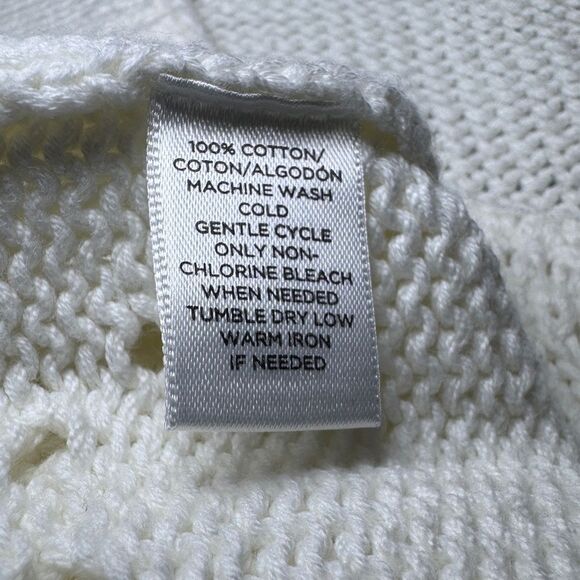 100% COTTON/
COTON/ALGODÓN
MACHINE WASH
COLD
GENTLE CYCLE
ONLY NON-
CHLORINE BLEACH
WHEN NEEDED
TUMBLE DRY LOW
WARM IRON
IF NEEDED